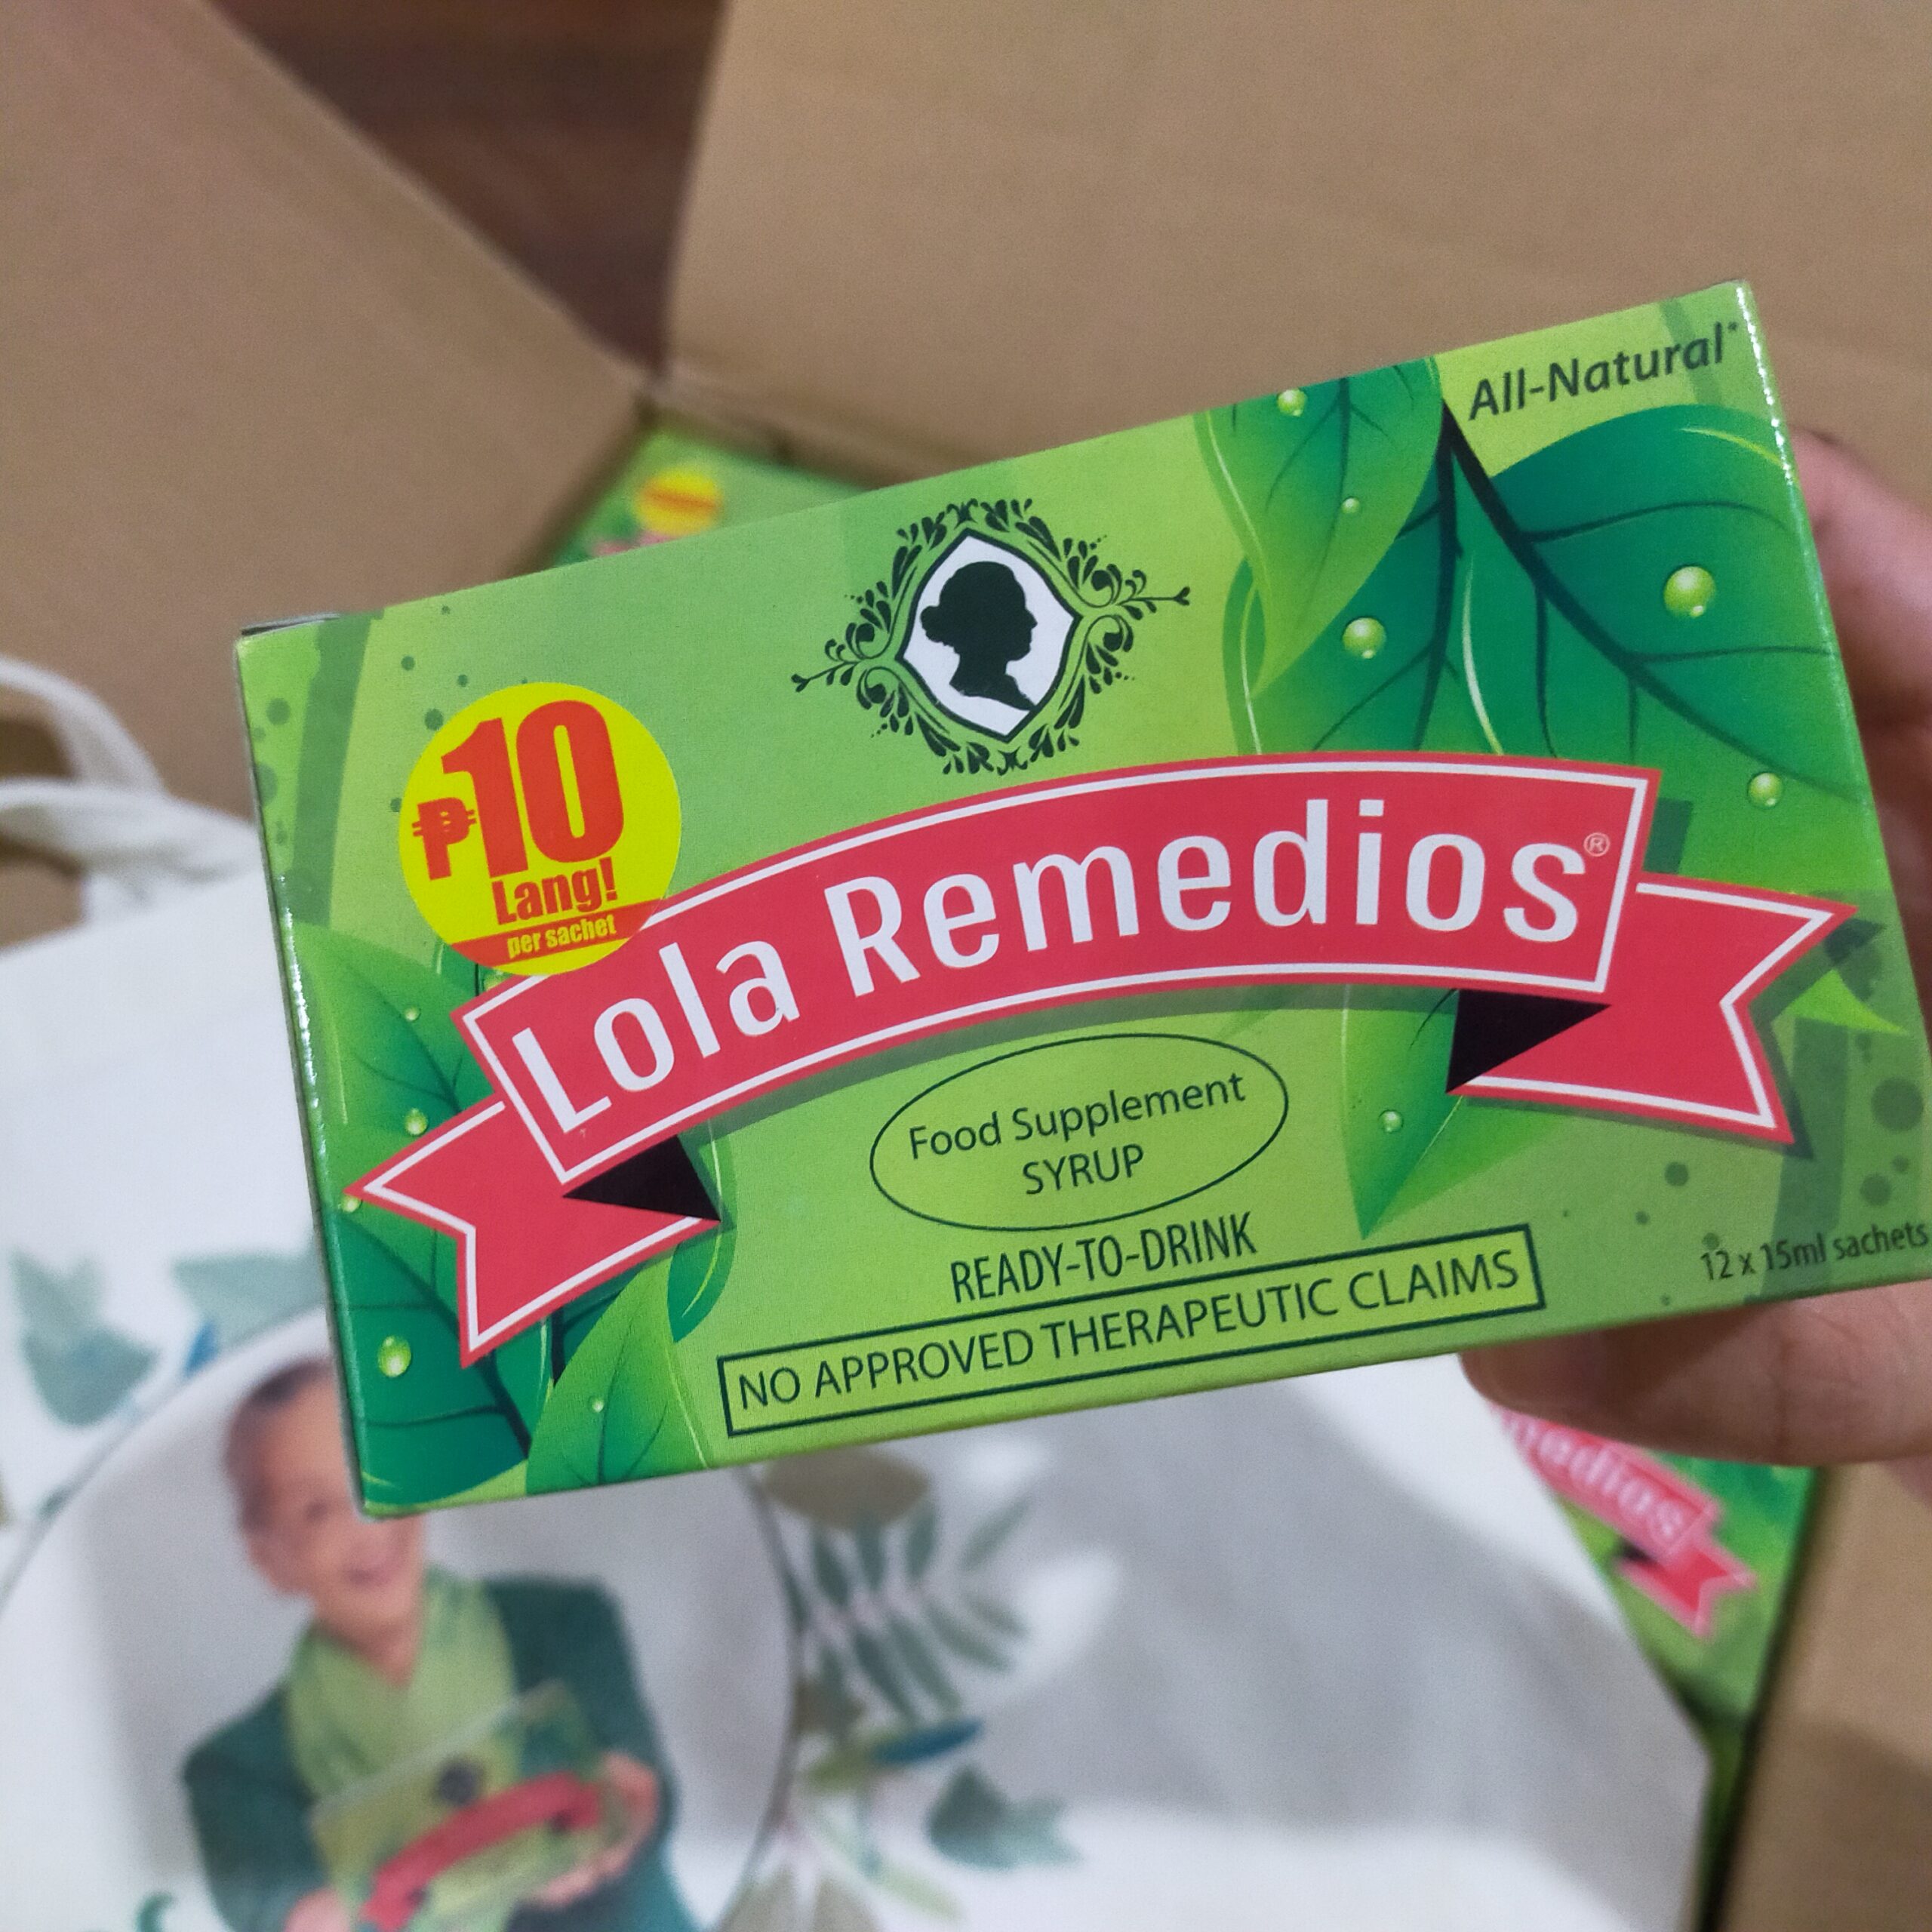 All-Natural*
₱10
Lang!
per sachet
Lola Remedios®
Food Supplement
SYRUP
READY-TO-DRINK
NO APPROVED THERAPEUTIC CLAIMS
12 x 15ml sachets
medios